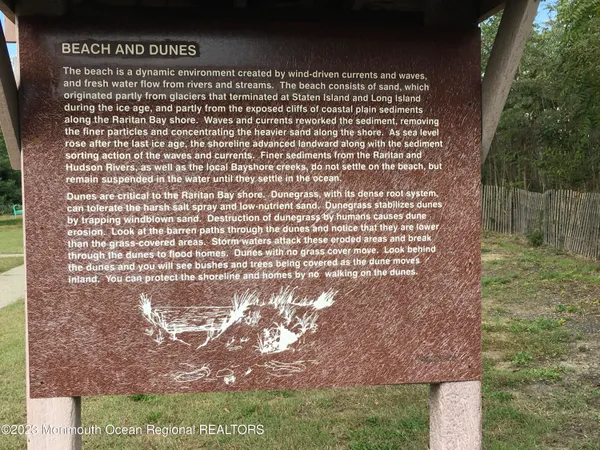 BEACH AND DUNES
The beach is a dynamic environment created by wind-driven currents and waves,
and fresh water flow from rivers and streams. The beach consists of sand, which
originated partly from glaciers that terminated at Staten Island and Long Island
during the ice age, and partly from the exposed cliffs of coastal plain sediments
along the Raritan Bay shore. Waves and currents reworked the sediment, removing
the finer particles and concentrating the heavier sand along the shore. As sea level
rose after the last ice age, the shoreline advanced landward along with the sediment
sorting action of the waves and currents. Finer sediments from the Raritan and
Hudson Rivers, as well as the local Bayshore creeks, do not settle on the beach, but
remain suspended in the water until they settle in the ocean.
Dunes are critical to the Raritan Bay shore. Dunegrass, with its dense root system,
can tolerate the harsh salt spray and low-nutrient sand. Dunegrass stabilizes dunes
by trapping windblown sand. Destruction of dunegrass by humans causes dune
erosion. Look at the barren paths through the dunes and notice that they are lower
than the grass-covered areas. Storm waters attack these eroded areas and break
through the dunes to flood homes. Dunes with no grass cover move. Look behind
the dunes and you will see bushes and trees being covered as the dune moves
inland. You can protect the shoreline and homes by no walking on the dunes.
©2023 Monmouth Ocean Regional REALTORS